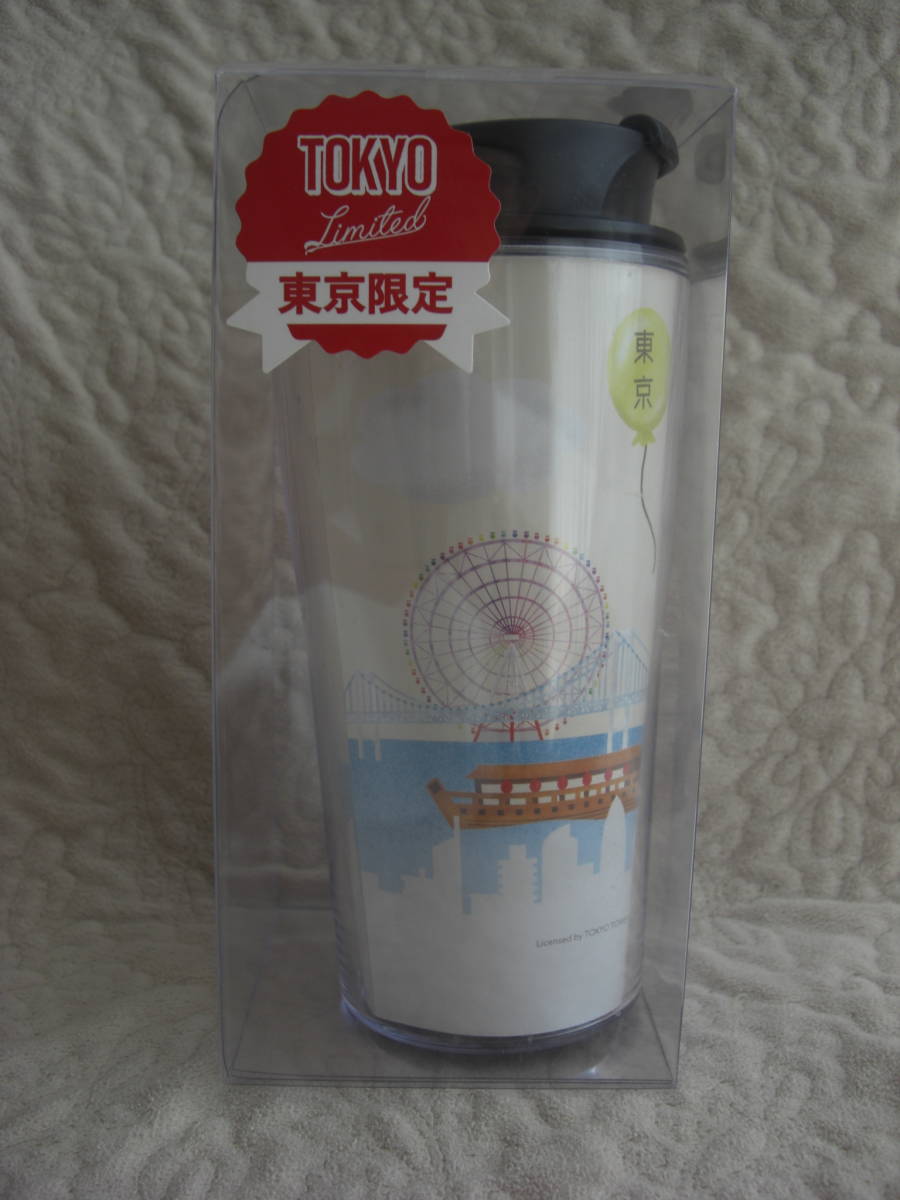 TOKYO
Limited
東京限定
東
京
Licensed by TOKYO